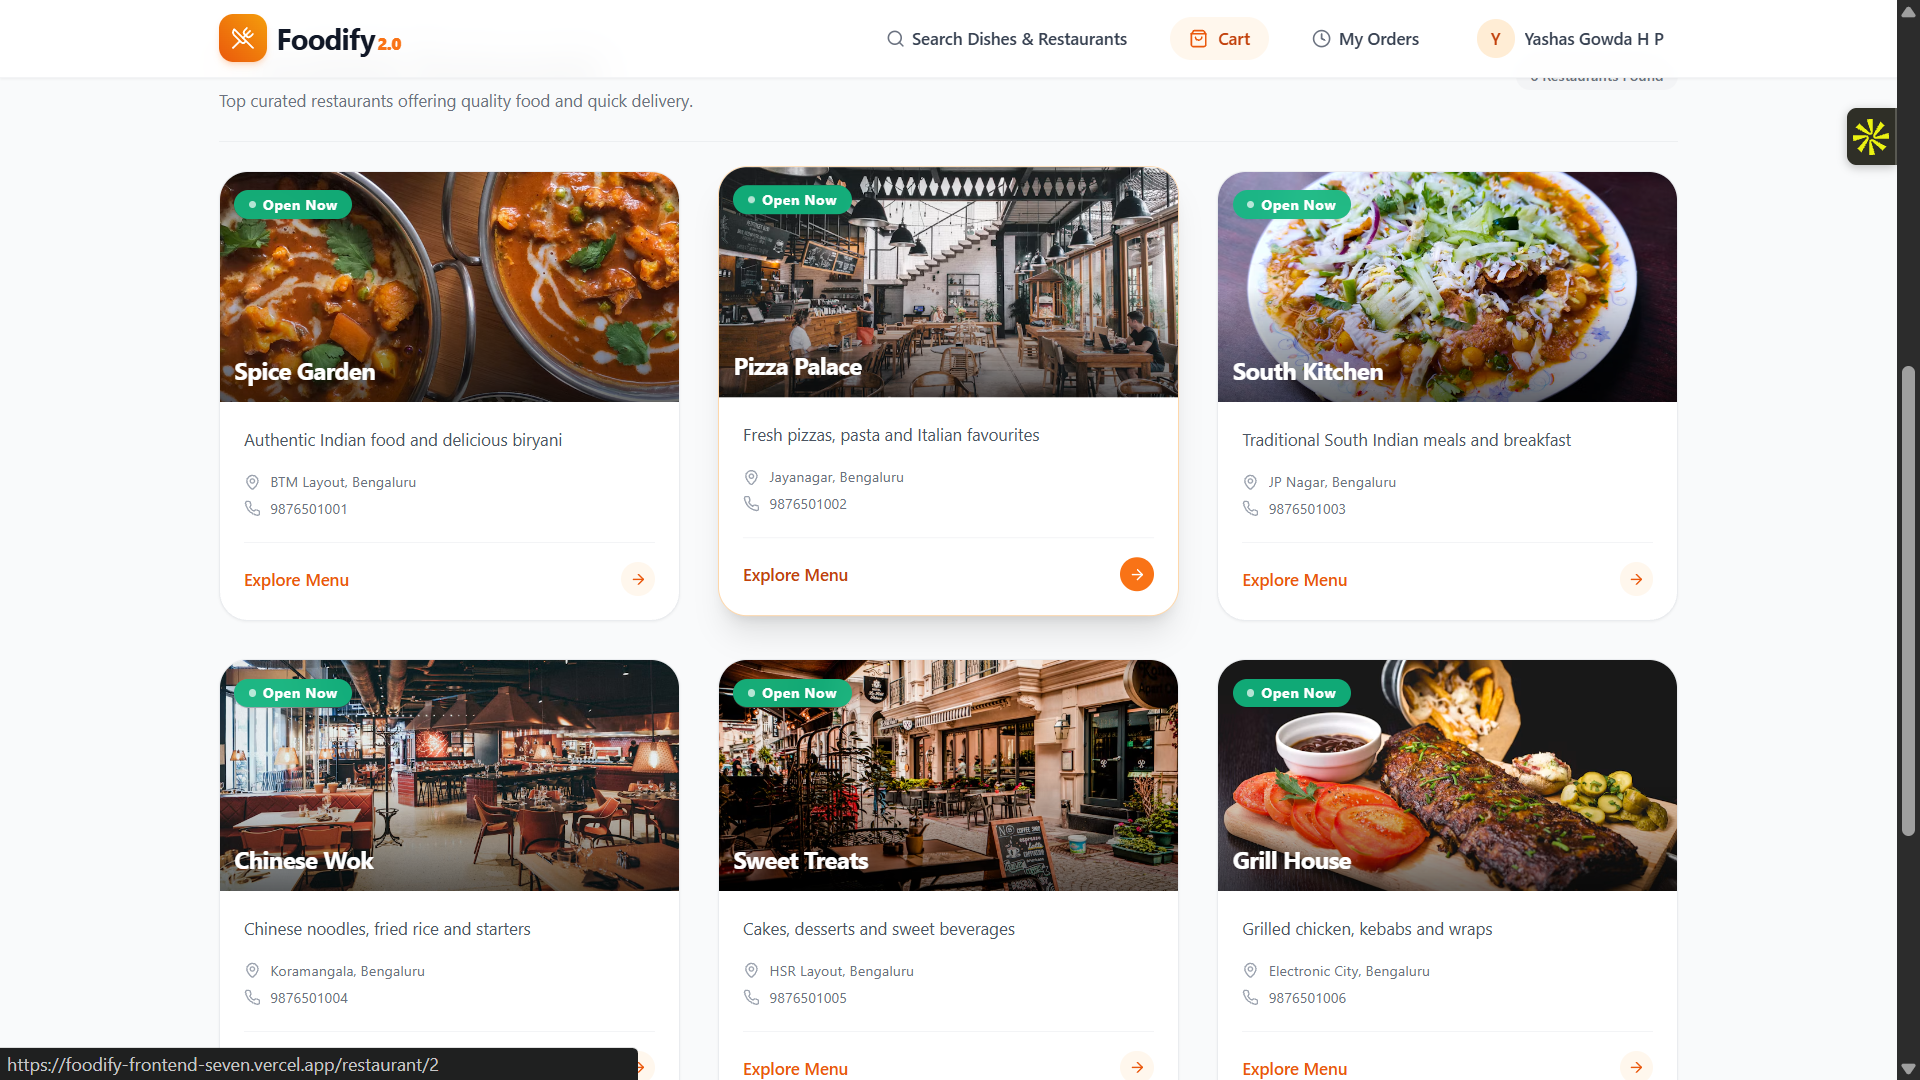 Foodify 2.0
Search Dishes & Restaurants
Cart
My Orders
Y
Yashas Gowda H P
Restaurants Found
Top curated restaurants offering quality food and quick delivery.
Open Now
Spice Garden
Authentic Indian food and delicious biryani
BTM Layout, Bengaluru
9876501001
Explore Menu
Open Now
Pizza Palace
Fresh pizzas, pasta and Italian favourites
Jayanagar, Bengaluru
9876501002
Explore Menu
Open Now
South Kitchen
Traditional South Indian meals and breakfast
JP Nagar, Bengaluru
9876501003
Explore Menu
Open Now
Chinese Wok
Chinese noodles, fried rice and starters
Koramangala, Bengaluru
9876501004
Open Now
Sweet Treats
Cakes, desserts and sweet beverages
HSR Layout, Bengaluru
9876501005
Explore Menu
Open Now
Grill House
Grilled chicken, kebabs and wraps
Electronic City, Bengaluru
9876501006
Explore Menu
https://foodify-frontend-seven.vercel.app/restaurant/2